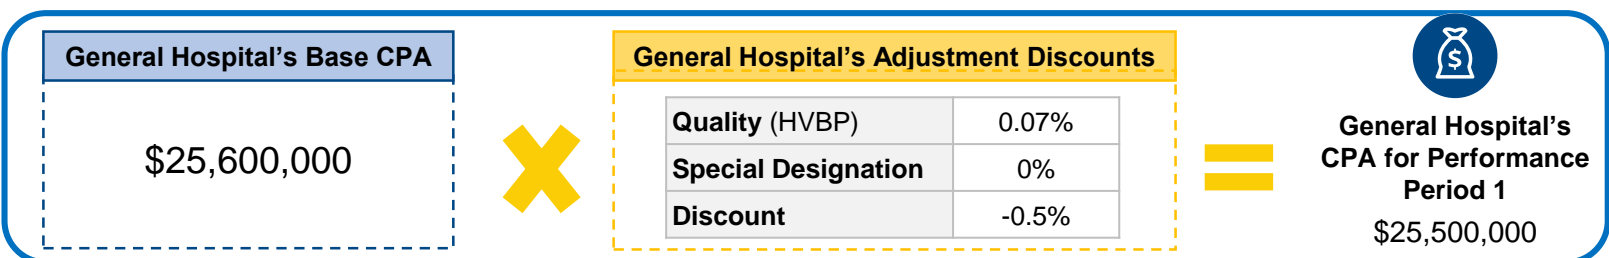 General Hospital's Base CPA
$25,600,000
General Hospital's Adjustment Discounts
Quality (HVBP) 0.07%
Special Designation 0%
Discount -0.5%
$
General Hospital's
CPA for Performance
Period 1
$25,500,000